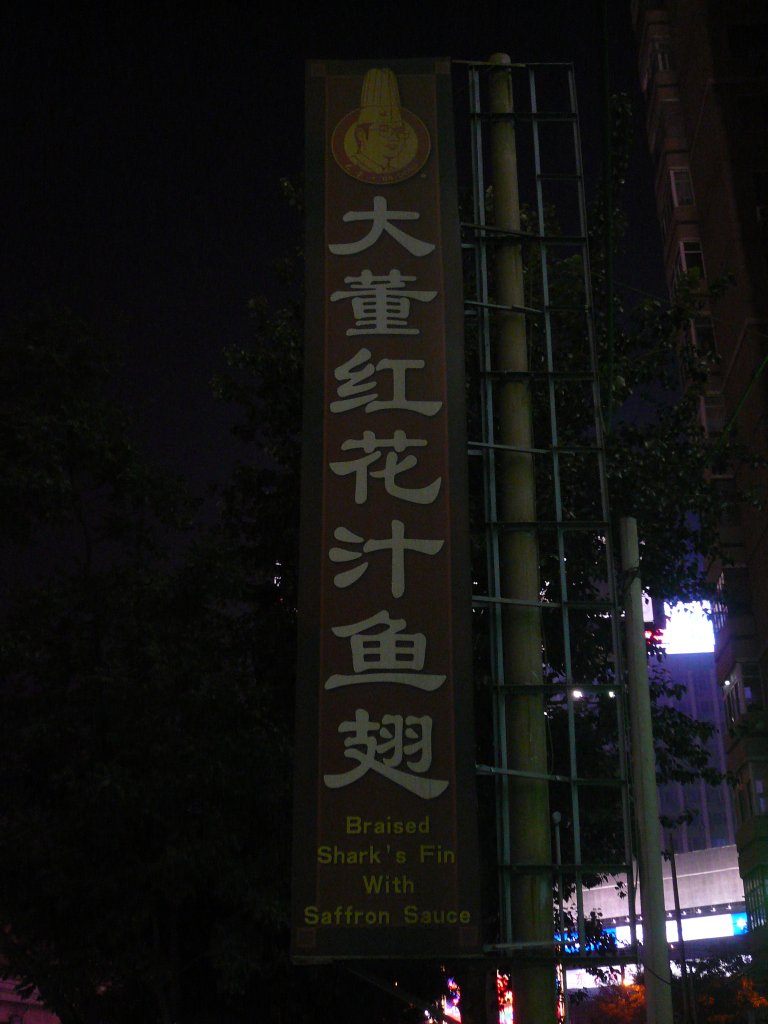 大董红花汁鱼翅
Braised
Shark's Fin
With
Saffron Sauce